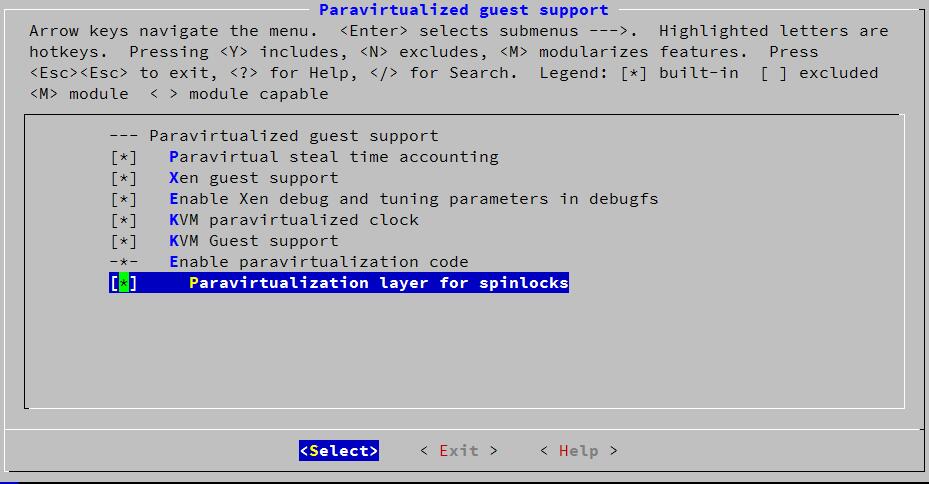 Paravirtualized guest support
Arrow keys navigate the menu.  <Enter> selects submenus --->.  Highlighted letters are
hotkeys.  Pressing <Y> includes, <N> excludes, <M> modularizes features.  Press
<Esc><Esc> to exit, <?> for Help, </> for Search.  Legend: [*] built-in  [ ] excluded
<M> module  < > module capable
--- Paravirtualized guest support
[*]   Paravirtual steal time accounting
[*]   Xen guest support
[*]   Enable Xen debug and tuning parameters in debugfs
[*]   KVM paravirtualized clock
[*]   KVM Guest support
-*-   Enable paravirtualization code
[*]     Paravirtualization layer for spinlocks
<Select>    < Exit >    < Help >